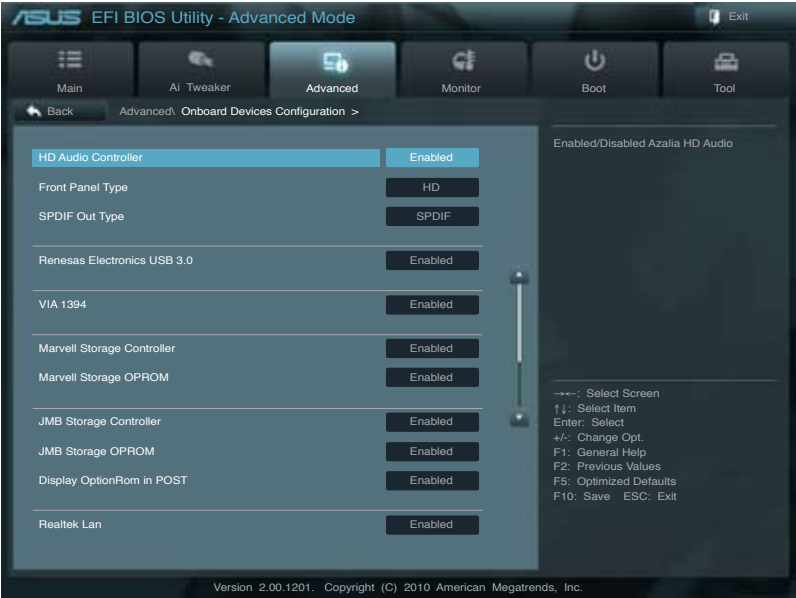 ASUS EFI BIOS Utility - Advanced Mode
Exit
Main
Ai Tweaker
Advanced
Monitor
Boot
Tool
Back
Advanced\ Onboard Devices Configuration >
HD Audio Controller Enabled
Front Panel Type HD
SPDIF Out Type SPDIF
Renesas Electronics USB 3.0 Enabled
VIA 1394 Enabled
Marvell Storage Controller Enabled
Marvell Storage OPROM Enabled
JMB Storage Controller Enabled
JMB Storage OPROM Enabled
Display OptionRom in POST Enabled
Realtek Lan Enabled
Enabled/Disabled Azalia HD Audio
→←: Select Screen
↑↓: Select Item
Enter: Select
+/-: Change Opt.
F1: General Help
F2: Previous Values
F5: Optimized Defaults
F10: Save ESC: Exit
Version 2.00.1201. Copyright (C) 2010 American Megatrends, Inc.